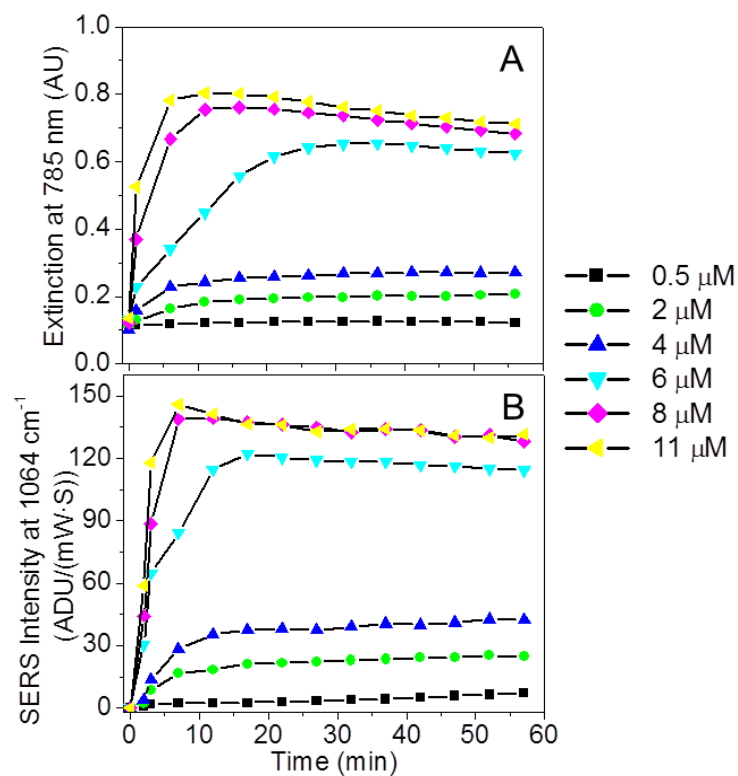 A
Extinction at 785 nm (AU)
1.0
0.8
0.6
0.4
0.2
0.0
B
SERS Intensity at 1064 cm⁻¹
(ADU/(mW·S))
150
120
90
60
30
0
0 10 20 30 40 50 60
Time (min)
0.5 μM
2 μM
4 μM
6 μM
8 μM
11 μM